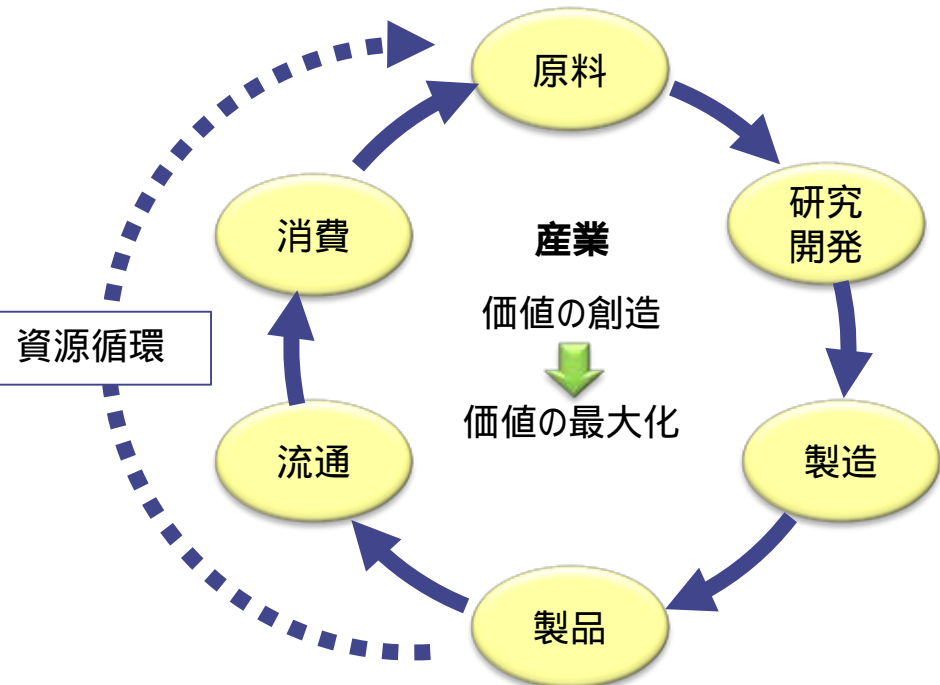 原料
研究
開発
製造
製品
流通
消費
資源循環
産業
価値の創造
価値の最大化